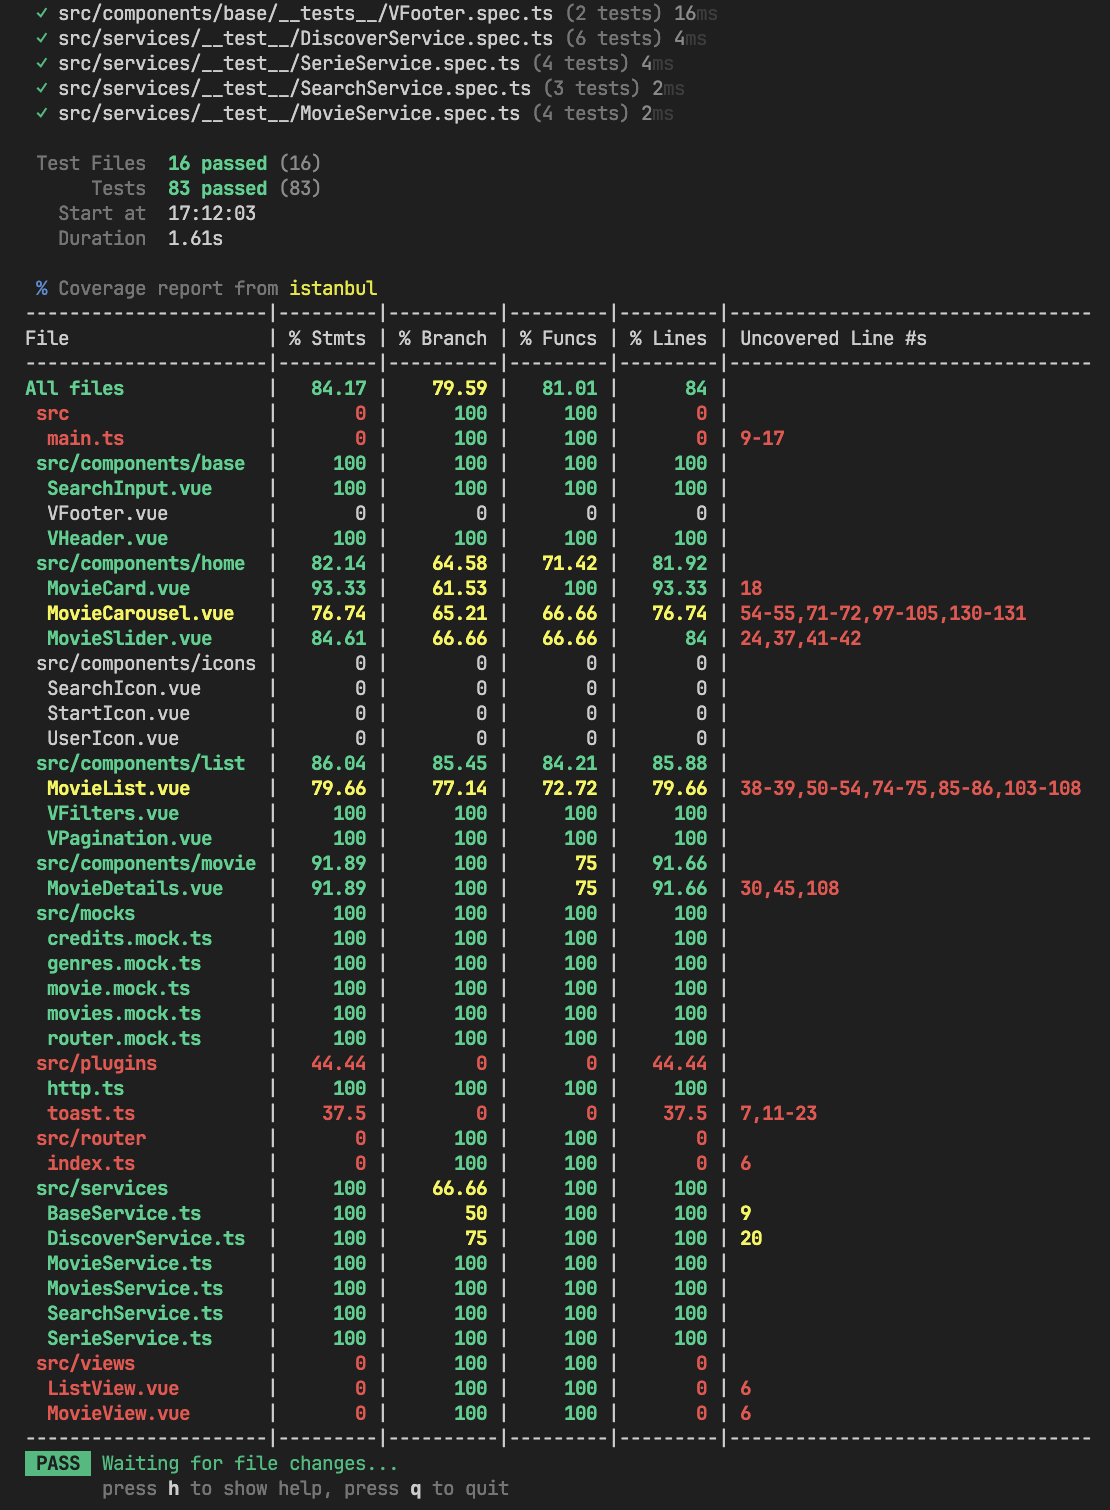 ✓ src/components/base/__tests__/VFooter.spec.ts (2 tests) 16ms
✓ src/services/__test__/DiscoverService.spec.ts (6 tests) 4ms
✓ src/services/__test__/SerieService.spec.ts (4 tests) 4ms
✓ src/services/__test__/SearchService.spec.ts (3 tests) 2ms
✓ src/services/__test__/MovieService.spec.ts (4 tests) 2ms
Test Files  16 passed (16)
Tests  83 passed (83)
Start at  17:12:03
Duration  1.61s
% Coverage report from istanbul
----------------------|---------|----------|---------|---------|---------------------------------
File                  | % Stmts | % Branch | % Funcs | % Lines | Uncovered Line #s
----------------------|---------|----------|---------|---------|---------------------------------
All files             |   84.17 |    79.59 |   81.01 |      84 |
 src                  |       0 |      100 |     100 |       0 |
  main.ts             |       0 |      100 |     100 |       0 | 9-17
 src/components/base  |     100 |      100 |     100 |     100 |
  SearchInput.vue     |     100 |      100 |     100 |     100 |
  VFooter.vue         |       0 |        0 |       0 |       0 |
  VHeader.vue         |     100 |      100 |     100 |     100 |
 src/components/home  |   82.14 |    64.58 |   71.42 |   81.92 |
  MovieCard.vue       |   93.33 |    61.53 |     100 |   93.33 | 18
  MovieCarousel.vue   |   76.74 |    65.21 |   66.66 |   76.74 | 54-55,71-72,97-105,130-131
  MovieSlider.vue     |   84.61 |    66.66 |   66.66 |      84 | 24,37,41-42
 src/components/icons |       0 |        0 |       0 |       0 |
  SearchIcon.vue      |       0 |        0 |       0 |       0 |
  StartIcon.vue       |       0 |        0 |       0 |       0 |
  UserIcon.vue        |       0 |        0 |       0 |       0 |
 src/components/list  |   86.04 |    85.45 |   84.21 |   85.88 |
  MovieList.vue       |   79.66 |    77.14 |   72.72 |   79.66 | 38-39,50-54,74-75,85-86,103-108
  VFilters.vue        |     100 |      100 |     100 |     100 |
  VPagination.vue     |     100 |      100 |     100 |     100 |
 src/components/movie |   91.89 |      100 |      75 |   91.66 |
  MovieDetails.vue    |   91.89 |      100 |      75 |   91.66 | 30,45,108
 src/mocks            |     100 |      100 |     100 |     100 |
  credits.mock.ts     |     100 |      100 |     100 |     100 |
  genres.mock.ts      |     100 |      100 |     100 |     100 |
  movie.mock.ts       |     100 |      100 |     100 |     100 |
  movies.mock.ts      |     100 |      100 |     100 |     100 |
  router.mock.ts      |     100 |      100 |     100 |     100 |
 src/plugins          |   44.44 |        0 |       0 |   44.44 |
  http.ts             |     100 |      100 |     100 |     100 |
  toast.ts            |    37.5 |        0 |       0 |    37.5 | 7,11-23
 src/router           |       0 |      100 |     100 |       0 |
  index.ts            |       0 |      100 |     100 |       0 | 6
 src/services         |     100 |    66.66 |     100 |     100 |
  BaseService.ts      |     100 |       50 |     100 |     100 | 9
  DiscoverService.ts  |     100 |       75 |     100 |     100 | 20
  MovieService.ts     |     100 |      100 |     100 |     100 |
  MoviesService.ts    |     100 |      100 |     100 |     100 |
  SearchService.ts    |     100 |      100 |     100 |     100 |
  SerieService.ts     |     100 |      100 |     100 |     100 |
 src/views            |       0 |      100 |     100 |       0 |
  ListView.vue        |       0 |      100 |     100 |       0 | 6
  MovieView.vue       |       0 |      100 |     100 |       0 | 6
----------------------|---------|----------|---------|---------|---------------------------------
PASS  Waiting for file changes...
press h to show help, press q to quit